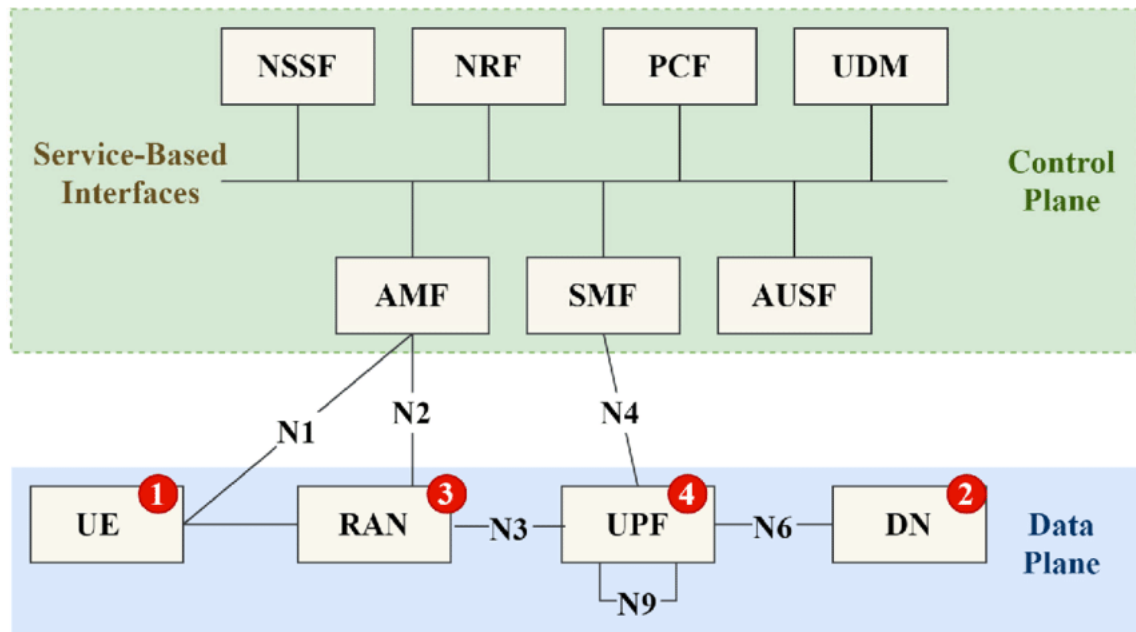 NSSF
NRF
PCF
UDM
Service-Based
Interfaces
Control
Plane
AMF
SMF
AUSF
N1
N2
N4
UE
1
RAN
3
N3
UPF
4
N6
DN
2
Data
Plane
N9